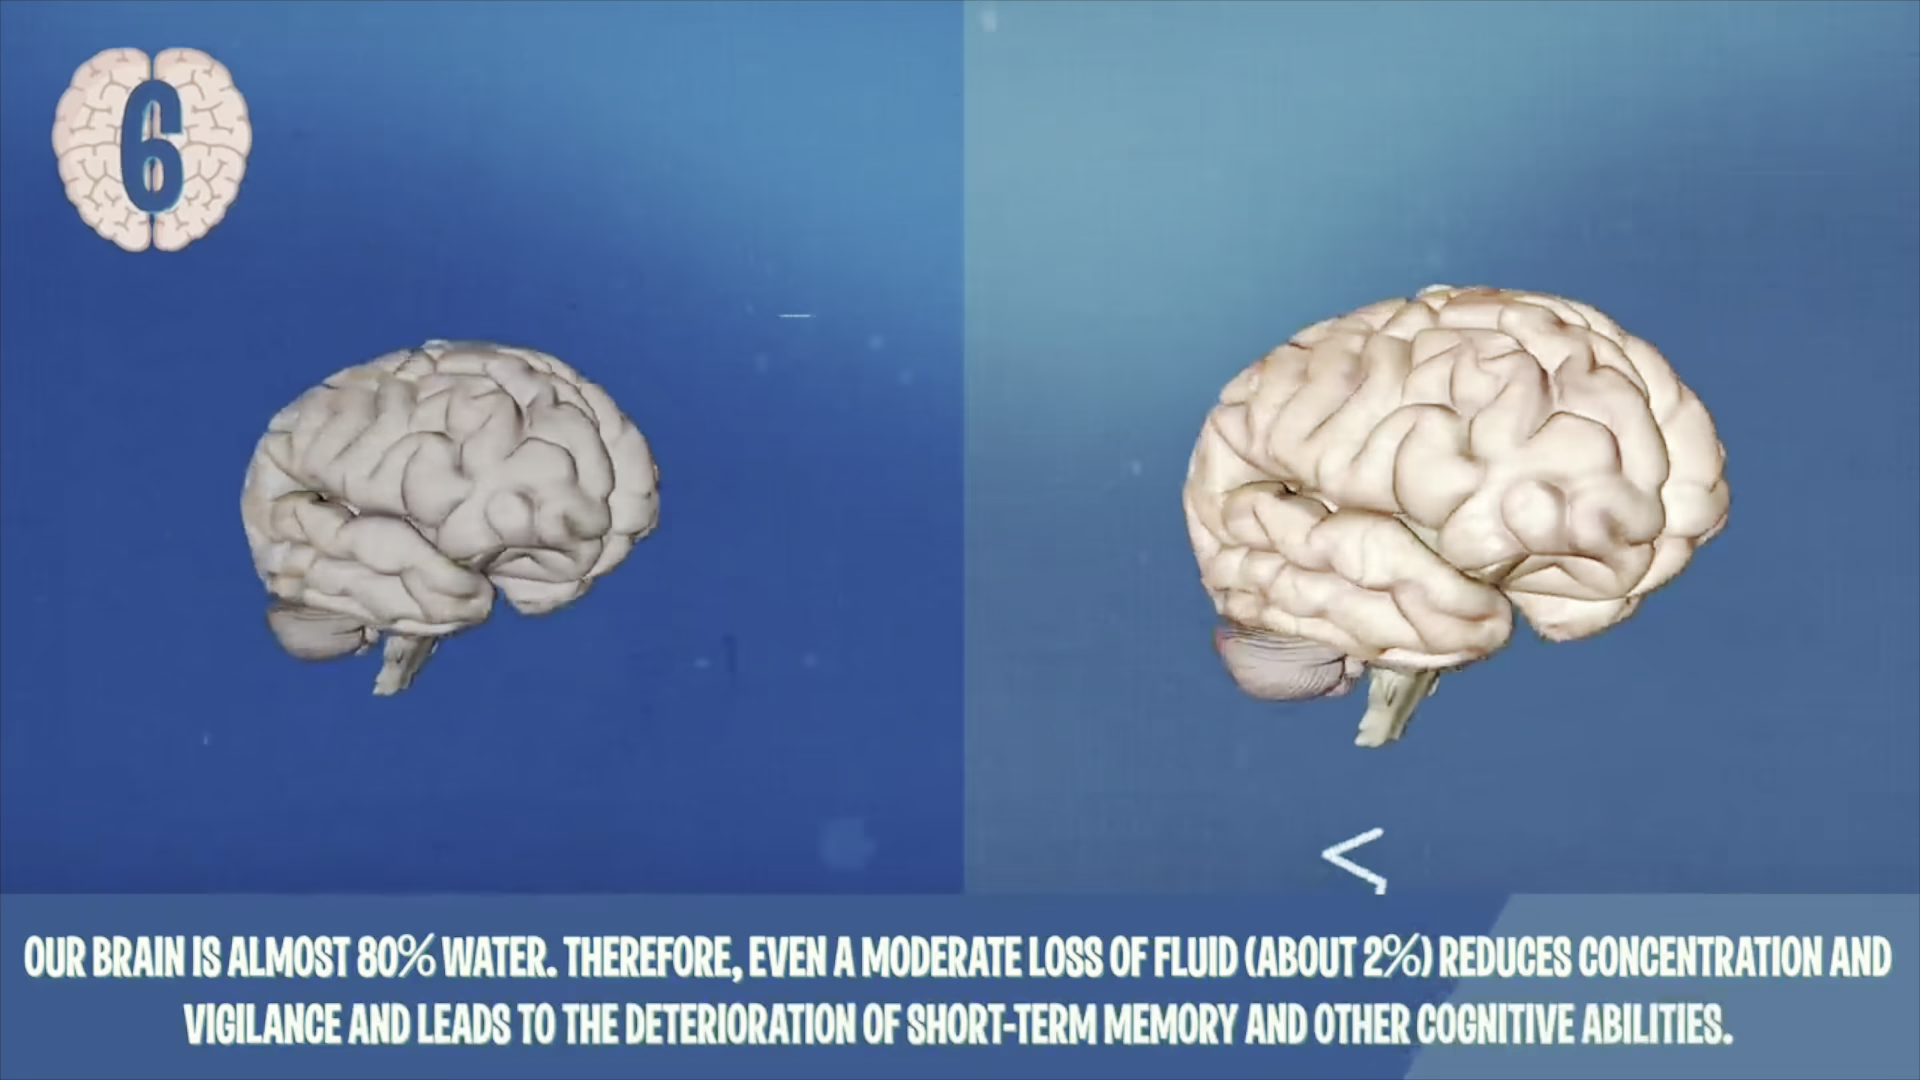 6
OUR BRAIN IS ALMOST 80% WATER. THEREFORE, EVEN A MODERATE LOSS OF FLUID (ABOUT 2%) REDUCES CONCENTRATION AND
VIGILANCE AND LEADS TO THE DETERIORATION OF SHORT-TERM MEMORY AND OTHER COGNITIVE ABILITIES.